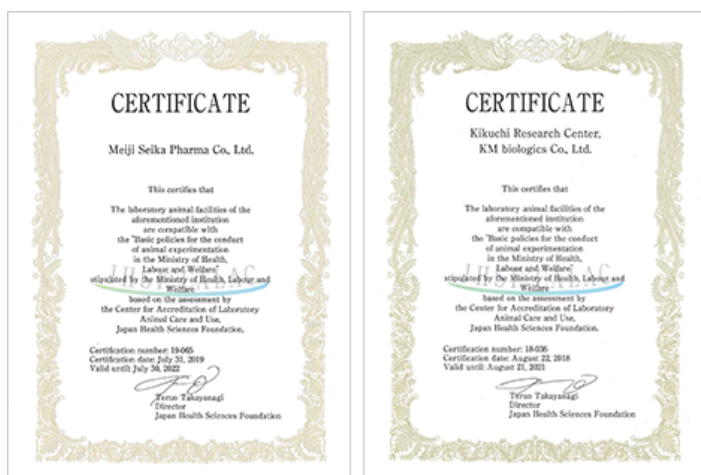 CERTIFICATE
Meiji Seika Pharma Co., Ltd.
This certifies that
The laboratory animal facilities of the
aforementioned institution
are compatible with
the "Basic policies for the conduct
of animal experimentation
in the Ministry of Health,
Labour and Welfare"
stipulated by the Ministry of Health, Labour and
Welfare
based on the assessment by
the Center for Accreditation of Laboratory
Animal Care and Use,
Japan Health Sciences Foundation.
Certification number: 19-065
Certification date: July 31, 2019
Valid until: July 30, 2022
Teruo Takayanagi
Director
Japan Health Sciences Foundation
CERTIFICATE
Kikuchi Research Center,
KM biologics Co., Ltd.
This certifies that
The laboratory animal facilities of the
aforementioned institution
are compatible with
the "Basic policies for the conduct
of animal experimentation
in the Ministry of Health,
Labour and Welfare"
stipulated by the Ministry of Health, Labour and
Welfare
based on the assessment by
the Center for Accreditation of Laboratory
Animal Care and Use,
Japan Health Sciences Foundation.
Certification number: 18-036
Certification date: August 22, 2018
Valid until: August 21, 2021
Teruo Takayanagi
Director
Japan Health Sciences Foundation